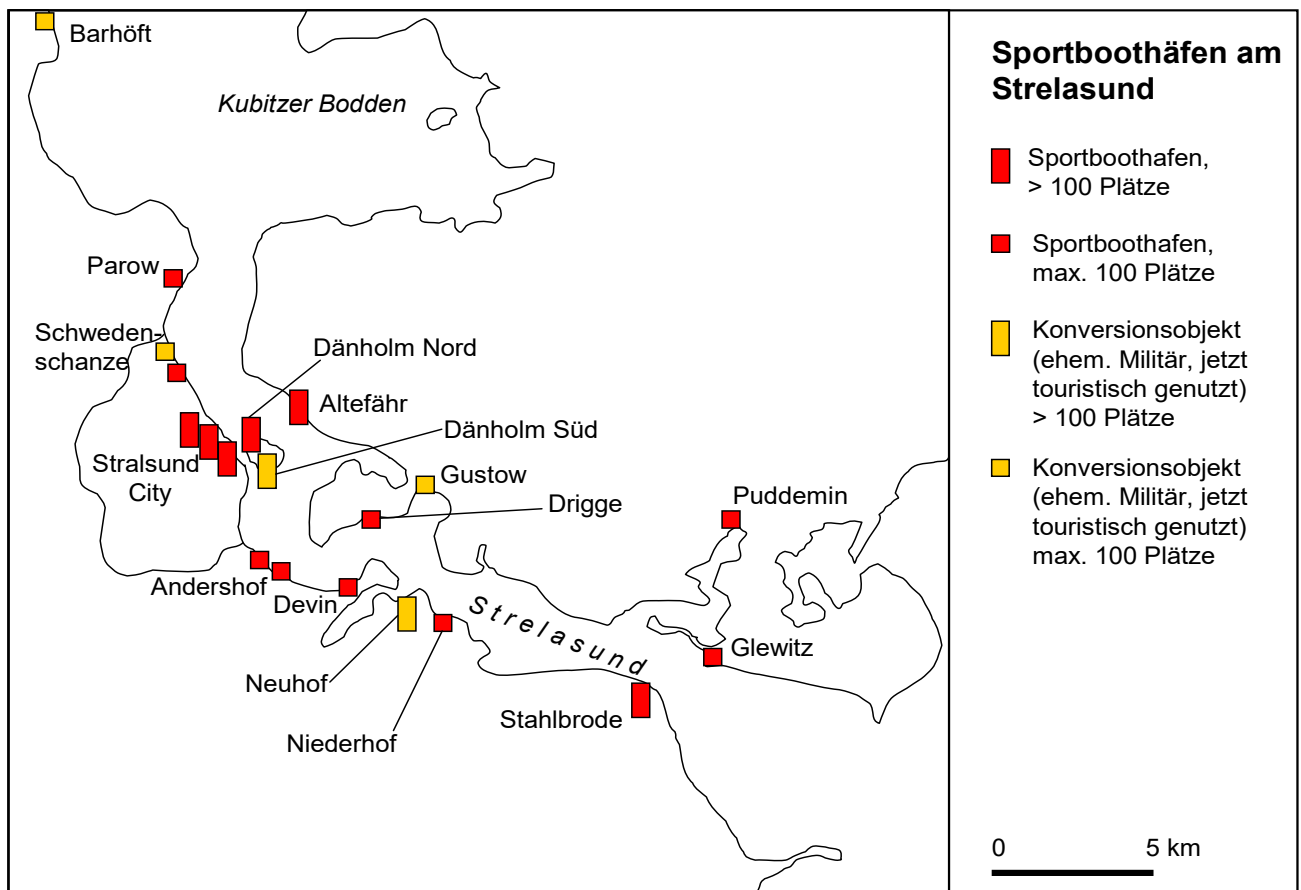 Barhöft
Kubitzer Bodden
Parow
Schweden-
schanze
Dänholm Nord
Altefähr
Dänholm Süd
Stralsund
City
Gustow
Drigge
Puddemin
Andershof
Devin
Strelasund
Glewitz
Neuhof
Niederhof
Stahlbrode
Sportboothäfen am
Strelasund
Sportboothafen,
> 100 Plätze
Sportboothafen,
max. 100 Plätze
Konversionsobjekt
(ehem. Militär, jetzt
touristisch genutzt)
> 100 Plätze
Konversionsobjekt
(ehem. Militär, jetzt
touristisch genutzt)
max. 100 Plätze
0 5 km